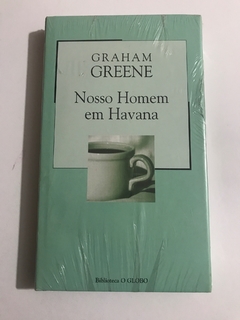 GRAHAM
GREENE
Nosso Homem
em Havana
Biblioteca O GLOBO